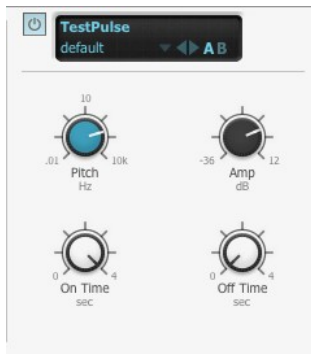 TestPulse
default
A B
10
.01
10k
Pitch
Hz
-36
12
Amp
dB
0
4
On Time
sec
0
4
Off Time
sec